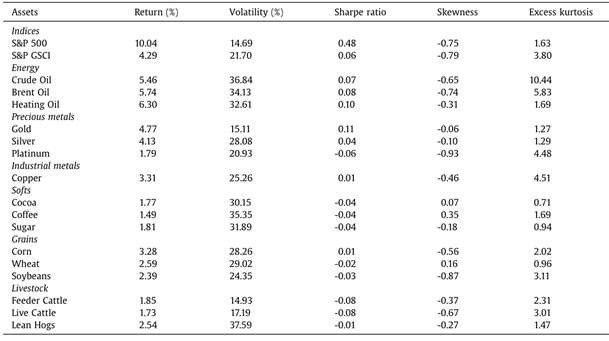 Assets Return (%) Volatility (%) Sharpe ratio Skewness Excess kurtosis
Indices
S&P 500 10.04 14.69 0.48 -0.75 1.63
S&P GSCI 4.29 21.70 0.06 -0.79 3.80
Energy
Crude Oil 5.46 36.84 0.07 -0.65 10.44
Brent Oil 5.74 34.13 0.08 -0.74 5.83
Heating Oil 6.30 32.61 0.10 -0.31 1.69
Precious metals
Gold 4.77 15.11 0.11 -0.06 1.27
Silver 4.13 28.08 0.04 -0.10 1.29
Platinum 1.79 20.93 -0.06 -0.93 4.48
Industrial metals
Copper 3.31 25.26 0.01 -0.46 4.51
Softs
Cocoa 1.77 30.15 -0.04 0.07 0.71
Coffee 1.49 35.35 -0.04 0.35 1.69
Sugar 1.81 31.89 -0.04 -0.18 0.94
Grains
Corn 3.28 28.26 0.01 -0.56 2.02
Wheat 2.59 29.02 -0.02 0.16 0.96
Soybeans 2.39 24.35 -0.03 -0.87 3.11
Livestock
Feeder Cattle 1.85 14.93 -0.08 -0.37 2.31
Live Cattle 1.73 17.19 -0.08 -0.67 3.01
Lean Hogs 2.54 37.59 -0.01 -0.27 1.47